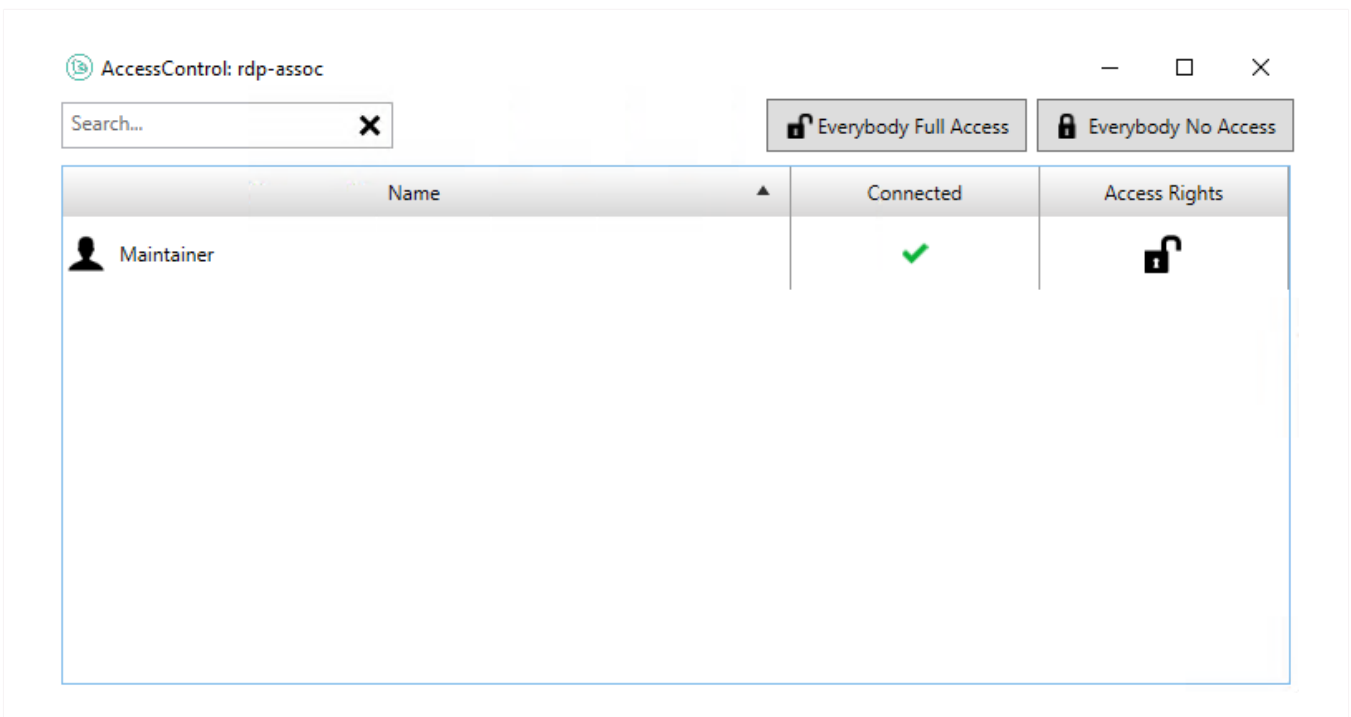 AccessControl: rdp-assoc
Search...
Everybody Full Access
Everybody No Access
Name
Connected
Access Rights
Maintainer